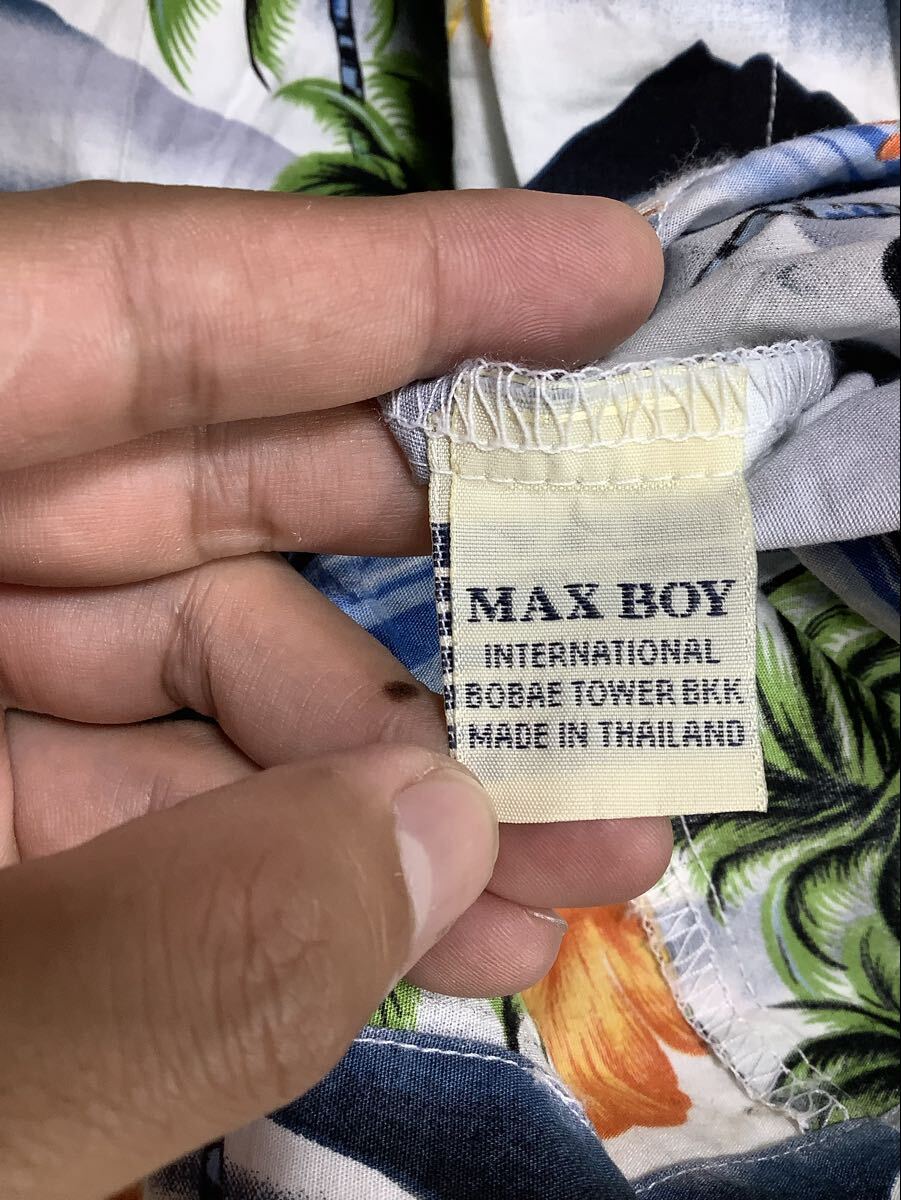 MAX BOY
INTERNATIONAL
BOBAE TOWER BKK
MADE IN THAILAND